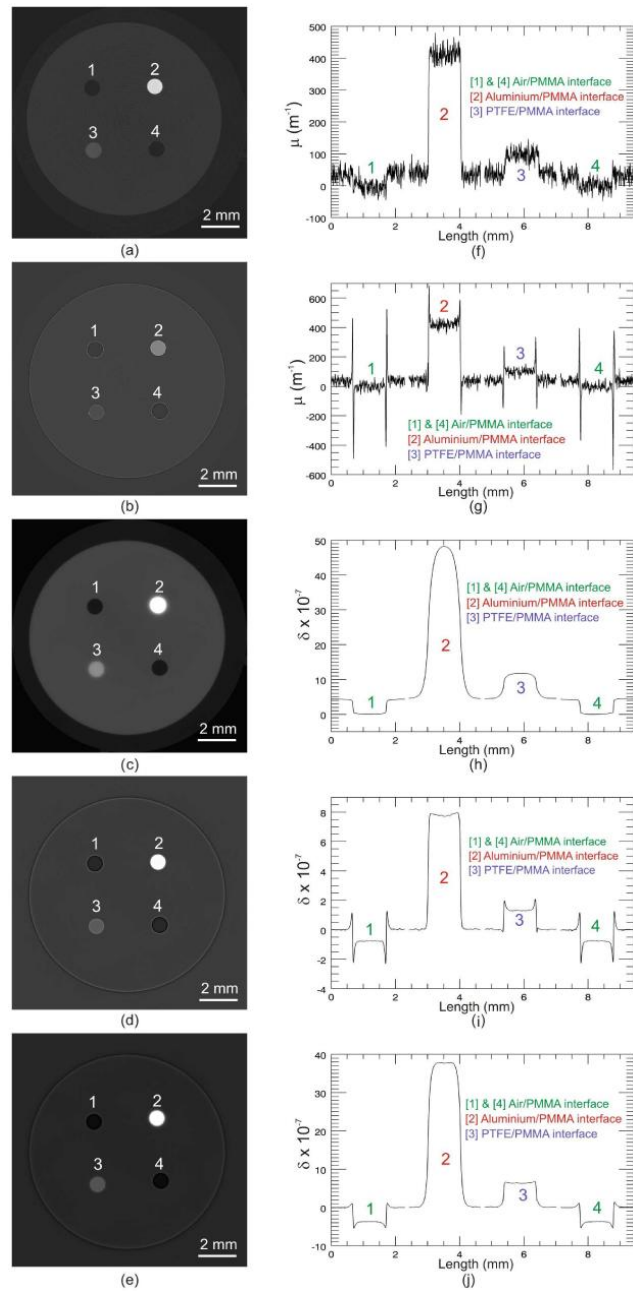 1 2
3 4
2 mm
(a)
500
400
300
200
100
0
-100
μ (m⁻¹)
[1] & [4] Air/PMMA interface
[2] Aluminium/PMMA interface
[3] PTFE/PMMA interface
1 2 3 4
0 2 4 6 8
Length (mm)
(f)
1 2
3 4
2 mm
(b)
600
400
200
0
-200
-400
-600
μ (m⁻¹)
1 2 3 4
[1] & [4] Air/PMMA interface
[2] Aluminium/PMMA interface
[3] PTFE/PMMA interface
0 2 4 6 8
Length (mm)
(g)
1 2
3 4
2 mm
(c)
50
40
30
20
10
0
δ x 10⁻⁷
[1] & [4] Air/PMMA interface
[2] Aluminium/PMMA interface
[3] PTFE/PMMA interface
1 2 3 4
0 2 4 6 8
Length (mm)
(h)
1 2
3 4
2 mm
(d)
8
6
4
2
0
-2
-4
δ x 10⁻⁷
[1] & [4] Air/PMMA interface
[2] Aluminium/PMMA interface
[3] PTFE/PMMA interface
1 2 3 4
0 2 4 6 8
Length (mm)
(i)
1 2
3 4
2 mm
(e)
40
30
20
10
0
-10
δ x 10⁻⁷
[1] & [4] Air/PMMA interface
[2] Aluminium/PMMA interface
[3] PTFE/PMMA interface
1 2 3 4
0 2 4 6 8
Length (mm)
(j)